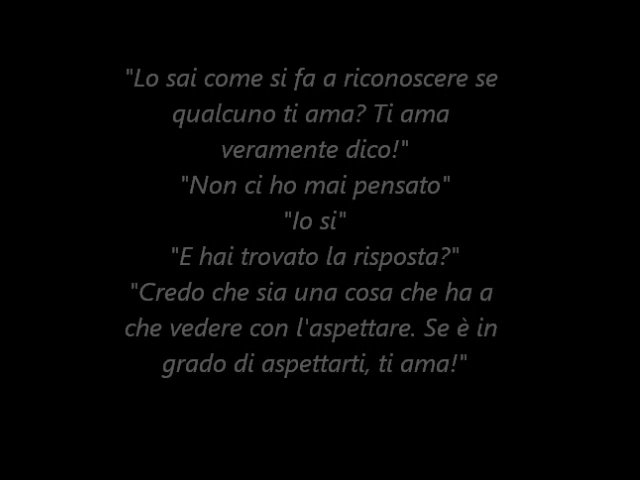 "Lo sai come si fa a riconoscere se
qualcuno ti ama? Ti ama
veramente dico!"
"Non ci ho mai pensato"
"Io si"
"E hai trovato la risposta?"
"Credo che sia una cosa che ha a
che vedere con l'aspettare. Se è in
grado di aspettarti, ti ama!"